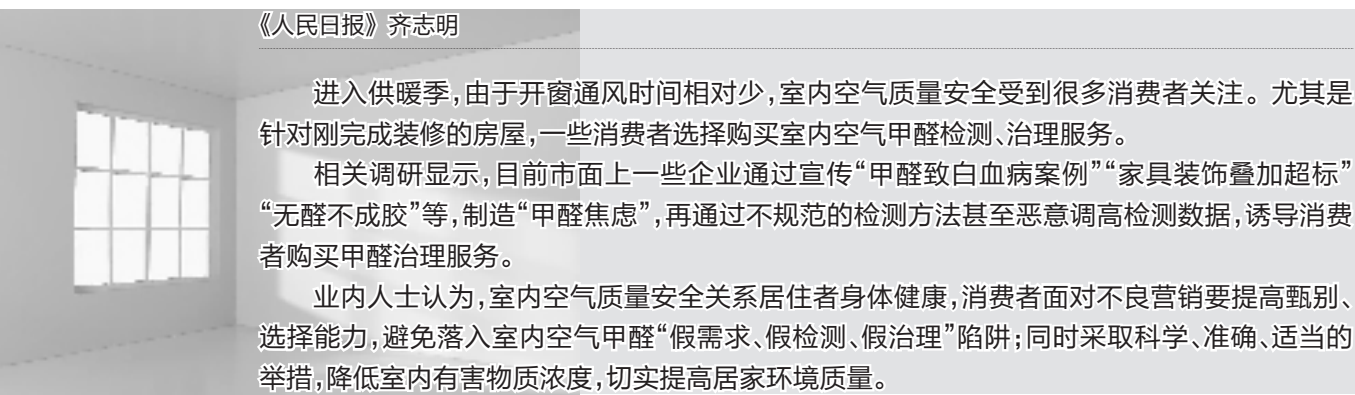 《人民日报》齐志明
进入供暖季,由于开窗通风时间相对少,室内空气质量安全受到很多消费者关注。尤其是
针对刚完成装修的房屋,一些消费者选择购买室内空气甲醛检测、治理服务。
相关调研显示,目前市面上一些企业通过宣传“甲醛致白血病案例”“家具装饰叠加超标”
“无醛不成胶”等,制造“甲醛焦虑”,再通过不规范的检测方法甚至恶意调高检测数据,诱导消费
者购买甲醛治理服务。
业内人士认为,室内空气质量安全关系居住者身体健康,消费者面对不良营销要提高甄别、
选择能力,避免落入室内空气甲醛“假需求、假检测、假治理”陷阱;同时采取科学、准确、适当的
举措,降低室内有害物质浓度,切实提高居家环境质量。